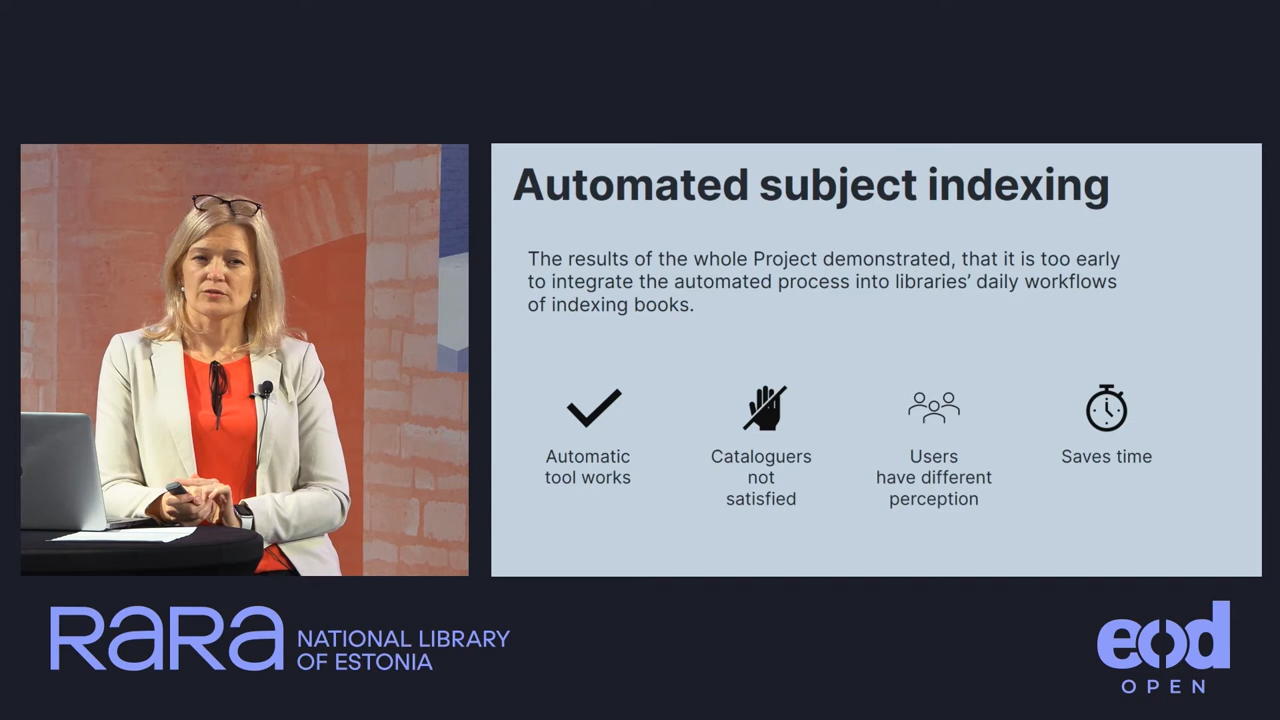 Automated subject indexing
The results of the whole Project demonstrated, that it is too early
to integrate the automated process into libraries’ daily workflows
of indexing books.
Automatic
tool works
Cataloguers
not
satisfied
Users
have different
perception
Saves time
RaRa
NATIONAL LIBRARY
OF ESTONIA
eod
OPEN